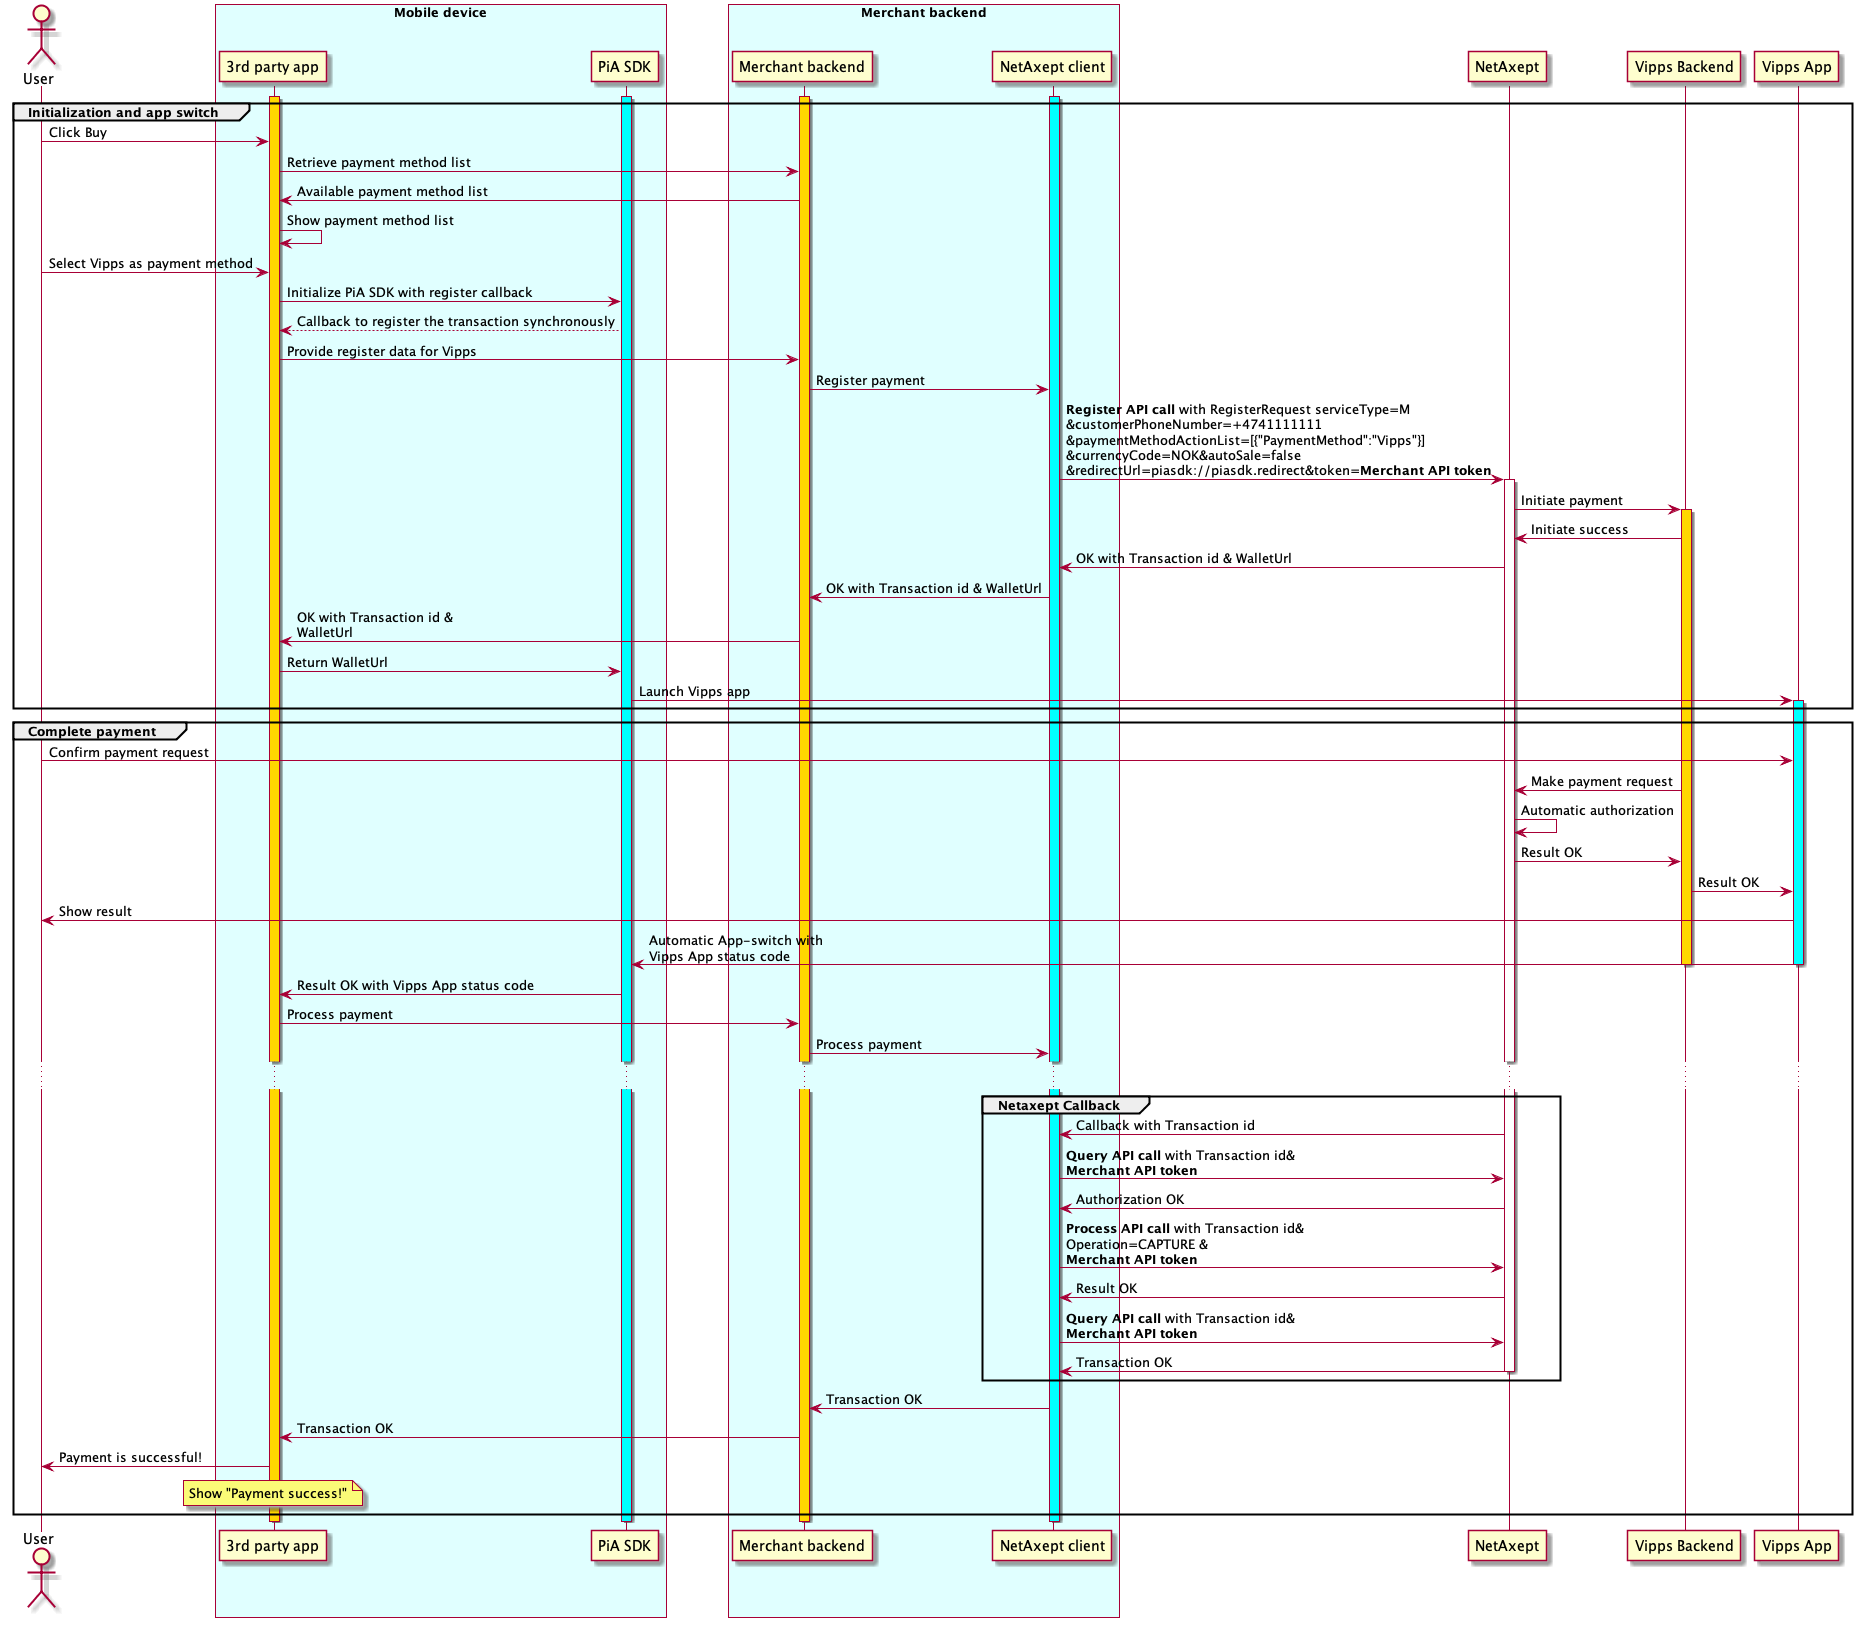 Mobile device
Merchant backend
User
3rd party app
PiA SDK
Merchant backend
NetAxept client
NetAxept
Vipps Backend
Vipps App
Initialization and app switch
Click Buy
Retrieve payment method list
Available payment method list
Show payment method list
Select Vipps as payment method
Initialize PiA SDK with register callback
Callback to register the transaction synchronously
Provide register data for Vipps
Register payment
Register API call with RegisterRequest serviceType=M
&customerPhoneNumber=+4741111111
&paymentMethodActionList=[{"PaymentMethod":"Vipps"}]
&currencyCode=NOK&autoSale=false
&redirectUrl=piasdk://piasdk.redirect&token=Merchant API token
Initiate payment
Initiate success
OK with Transaction id & WalletUrl
OK with Transaction id & WalletUrl
OK with Transaction id &
WalletUrl
Return WalletUrl
Launch Vipps app
Complete payment
Confirm payment request
Make payment request
Automatic authorization
Result OK
Result OK
Show result
Automatic App-switch with
Vipps App status code
Result OK with Vipps App status code
Process payment
Process payment
Netaxept Callback
Callback with Transaction id
Query API call with Transaction id&
Merchant API token
Authorization OK
Process API call with Transaction id&
Operation=CAPTURE &
Merchant API token
Result OK
Query API call with Transaction id&
Merchant API token
Transaction OK
Transaction OK
Transaction OK
Payment is successful!
Show "Payment success!"
User
3rd party app
PiA SDK
Merchant backend
NetAxept client
NetAxept
Vipps Backend
Vipps App